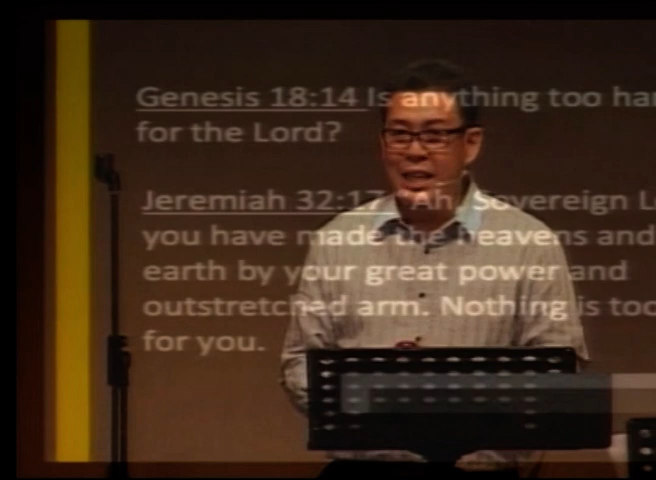 Genesis 18:14 Is anything too
for the Lord?
Jeremiah 32:17 Ah, Sovereign
you have made the heavens and
earth by your great power and
outstretched arm. Nothing is too
for you.